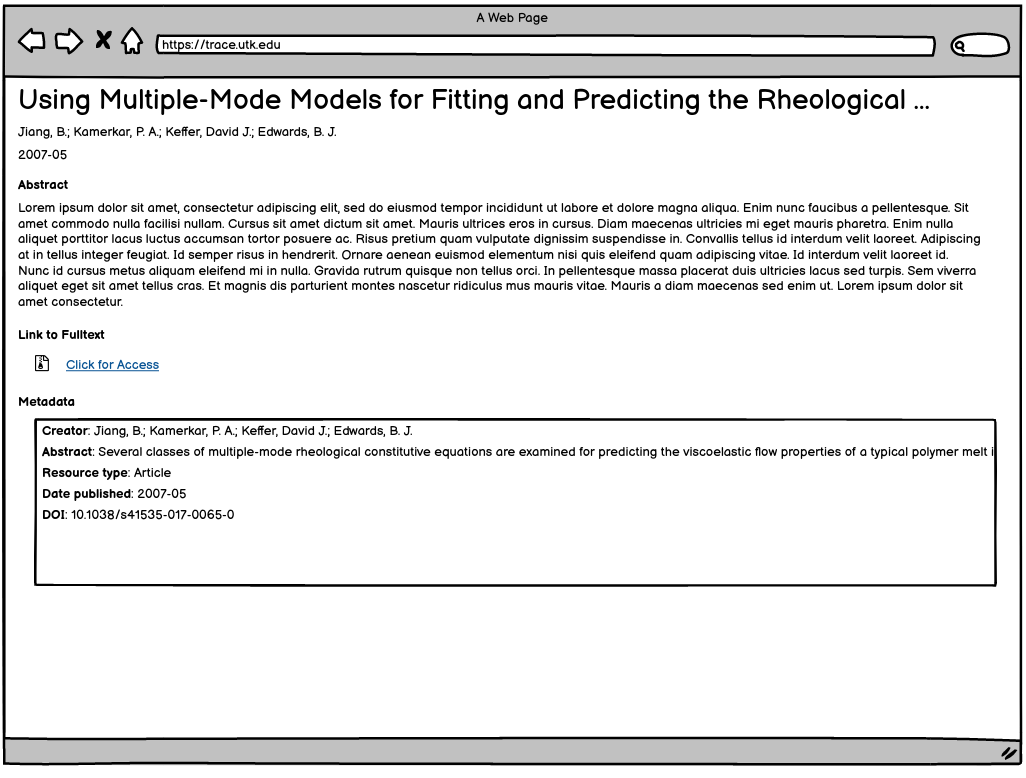 A Web Page
https://trace.utk.edu
Using Multiple-Mode Models for Fitting and Predicting the Rheological ...
Jiang, B.; Kamerkar, P. A.; Keffer, David J.; Edwards, B. J.
2007-05
Abstract
Lorem ipsum dolor sit amet, consectetur adipiscing elit, sed do eiusmod tempor incididunt ut labore et dolore magna aliqua. Enim nunc faucibus a pellentesque. Sit
amet commodo nulla facilisi nullam. Cursus sit amet dictum sit amet. Mauris ultrices eros in cursus. Diam maecenas ultricies mi eget mauris pharetra. Enim nulla
aliquet porttitor lacus luctus accumsan tortor posuere ac. Risus pretium quam vulputate dignissim suspendisse in. Convallis tellus id interdum velit laoreet. Adipiscing
at in tellus integer feugiat. Id semper risus in hendrerit. Ornare aenean euismod elementum nisi quis eleifend quam adipiscing vitae. Id interdum velit laoreet id.
Nunc id cursus metus aliquam eleifend mi in nulla. Gravida rutrum quisque non tellus orci. In pellentesque massa placerat duis ultricies lacus sed turpis. Sem viverra
aliquet eget sit amet tellus cras. Et magnis dis parturient montes nascetur ridiculus mus mauris vitae. Mauris a diam maecenas sed enim ut. Lorem ipsum dolor sit
amet consectetur.
Link to Fulltext
Click for Access
Metadata
Creator: Jiang, B.; Kamerkar, P. A.; Keffer, David J.; Edwards, B. J.
Abstract: Several classes of multiple-mode rheological constitutive equations are examined for predicting the viscoelastic flow properties of a typical polymer melt i
Resource type: Article
Date published: 2007-05
DOI: 10.1038/s41535-017-0065-0